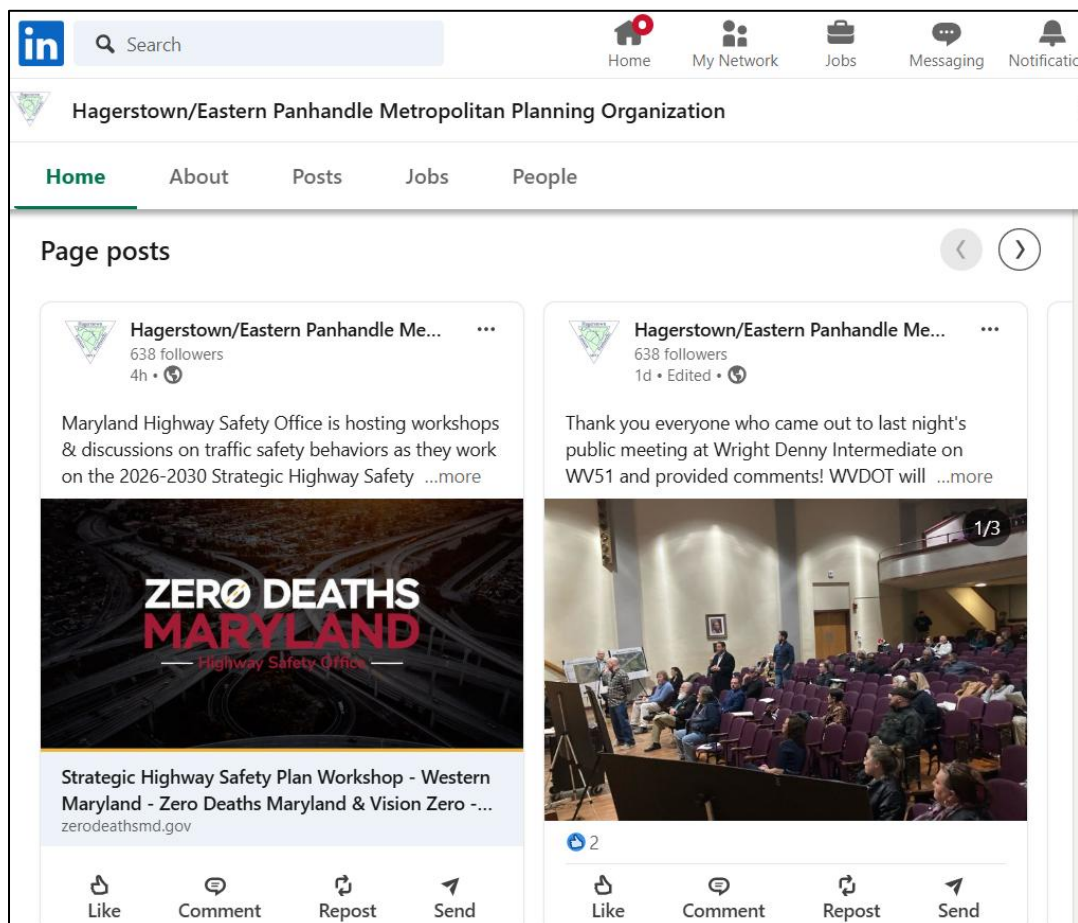 in
Search
Home
My Network
Jobs
Messaging
Notificatio
Hagerstown/Eastern Panhandle Metropolitan Planning Organization
Home
About
Posts
Jobs
People
Page posts
Hagerstown/Eastern Panhandle Me...
638 followers
4h •
Maryland Highway Safety Office is hosting workshops
& discussions on traffic safety behaviors as they work
on the 2026-2030 Strategic Highway Safety ...more
ZERØ DEATHS
MARYLAND
Highway Safety Office
Strategic Highway Safety Plan Workshop - Western
Maryland - Zero Deaths Maryland & Vision Zero -...
zerodeathsmd.gov
Like
Comment
Repost
Send
Hagerstown/Eastern Panhandle Me...
638 followers
1d • Edited •
Thank you everyone who came out to last night's
public meeting at Wright Denny Intermediate on
WV51 and provided comments! WVDOT will ...more
1/3
2
Like
Comment
Repost
Send